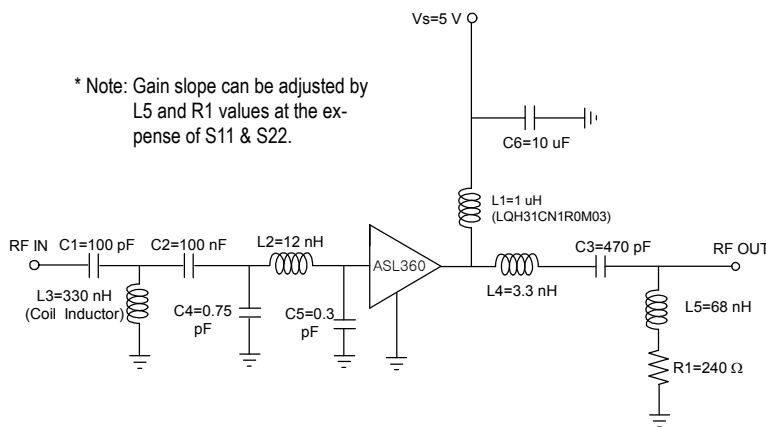 Vs=5 V
* Note: Gain slope can be adjusted by
L5 and R1 values at the ex-
pense of S11 & S22.
C6=10 uF
L1=1 uH
(LQH31CN1R0M03)
RF IN
C1=100 pF
C2=100 nF
L2=12 nH
ASL360
C3=470 pF
RF OUT
L4=3.3 nH
L3=330 nH
(Coil Inductor)
C4=0.75
pF
C5=0.3
pF
L5=68 nH
R1=240 Ω